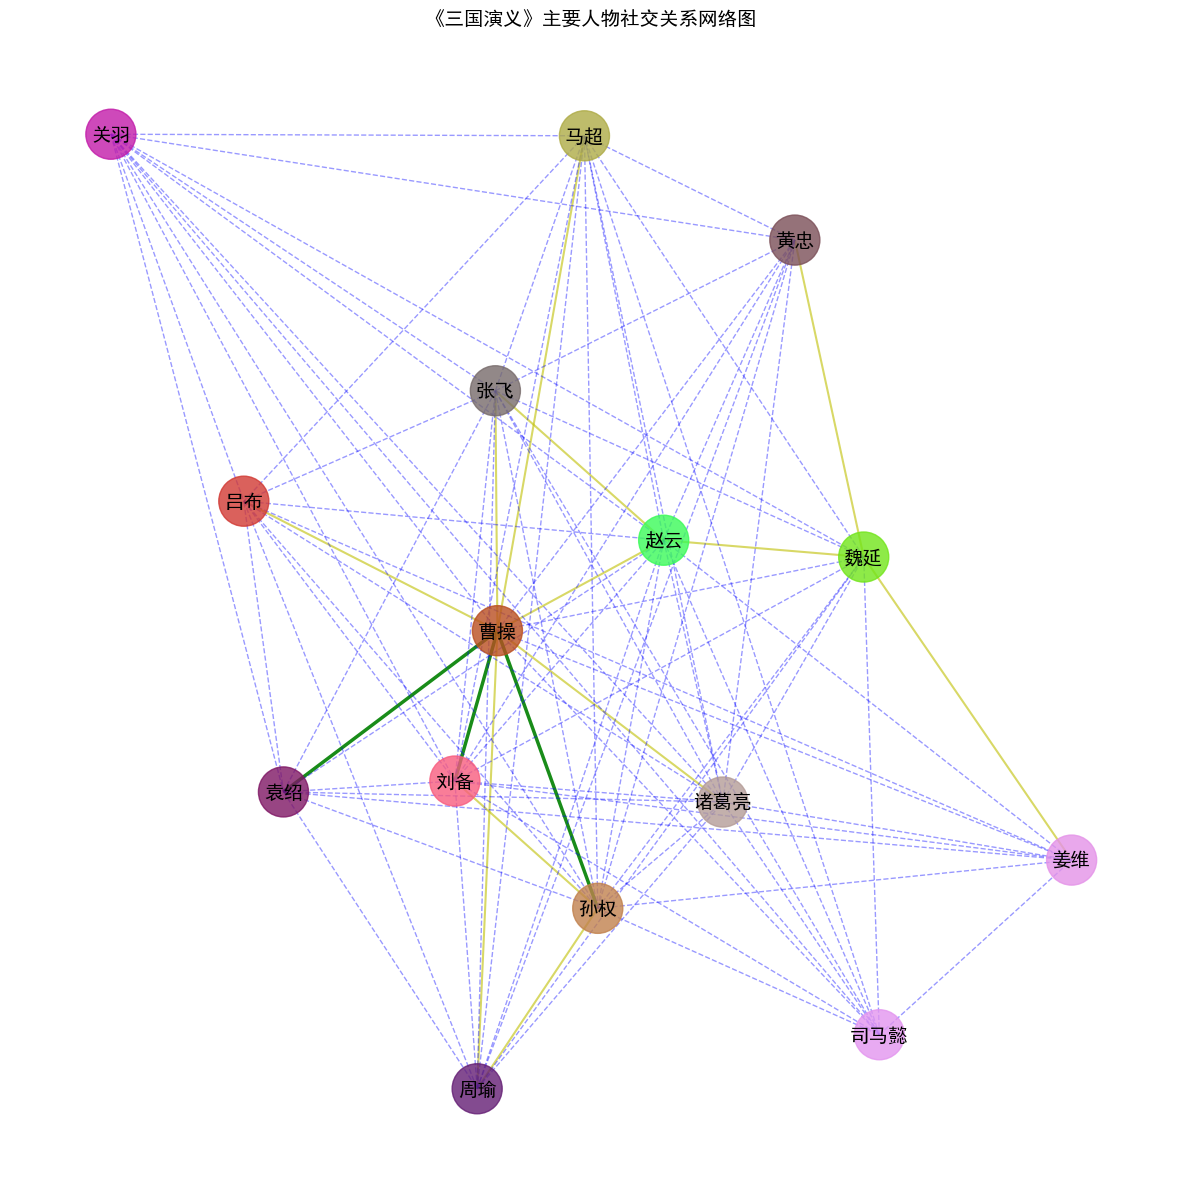 《三国演义》主要人物社交关系网络图
关羽
马超
黄忠
张飞
吕布
赵云
魏延
曹操
刘备
袁绍
诸葛亮
姜维
孙权
司马懿
周瑜